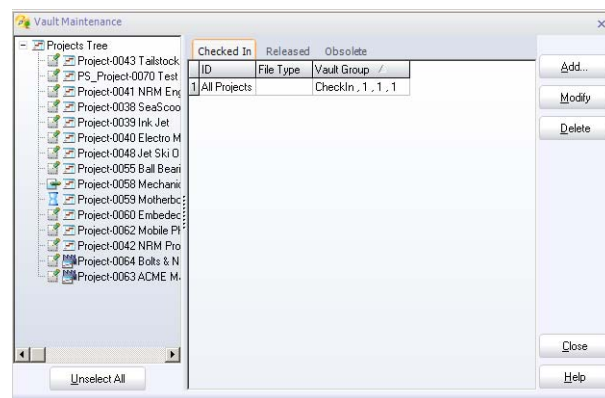 Vault Maintenance
Projects Tree
Project-0043 Tailstock
PS_Project-0070 Test
Project-0041 NRM Eng
Project-0038 SeaScoo
Project-0039 Ink Jet
Project-0040 Electro M
Project-0048 Jet Ski O
Project-0055 Ball Beari
Project-0058 Mechanic
Project-0059 Motherbo
Project-0060 Embedec
Project-0062 Mobile Ph
Project-0042 NRM Pro
Project-0064 Bolts & N
Project-0063 ACME M
Unselect All
Checked In Released Obsolete
ID File Type Vault Group
1 All Projects CheckIn , 1 , 1 , 1
Add...
Modify
Delete
Close
Help